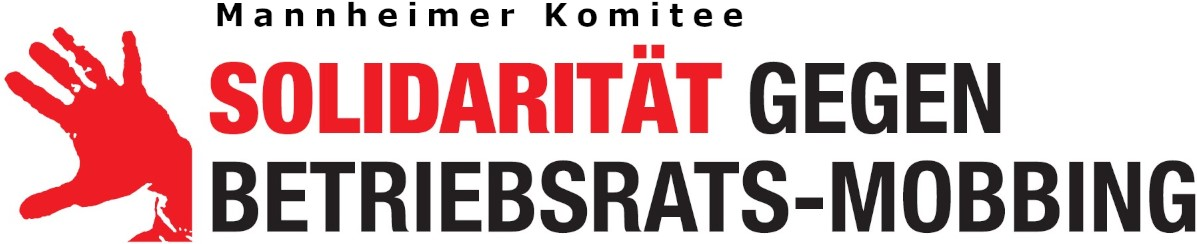 Mannheimer Komitee
SOLIDARITÄT GEGEN
BETRIEBSRATS-MOBBING